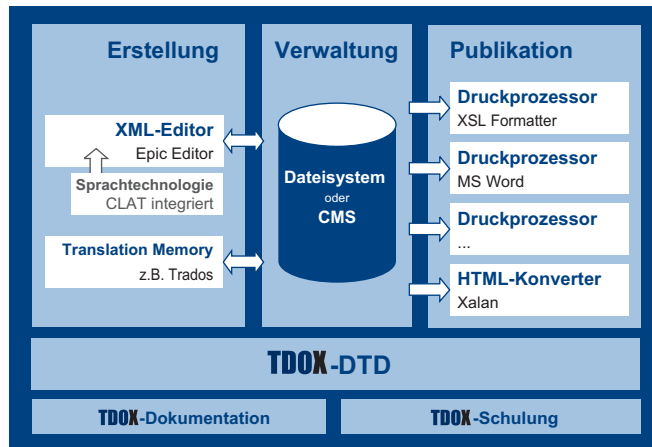 Erstellung
XML-Editor
Epic Editor
Sprachtechnologie
CLAT integriert
Translation Memory
z.B. Trados
Verwaltung
Dateisystem
oder
CMS
Publikation
Druckprozessor
XSL Formatter
Druckprozessor
MS Word
Druckprozessor
...
HTML-Konverter
Xalan
TDOX-DTD
TDOX-Dokumentation
TDOX-Schulung